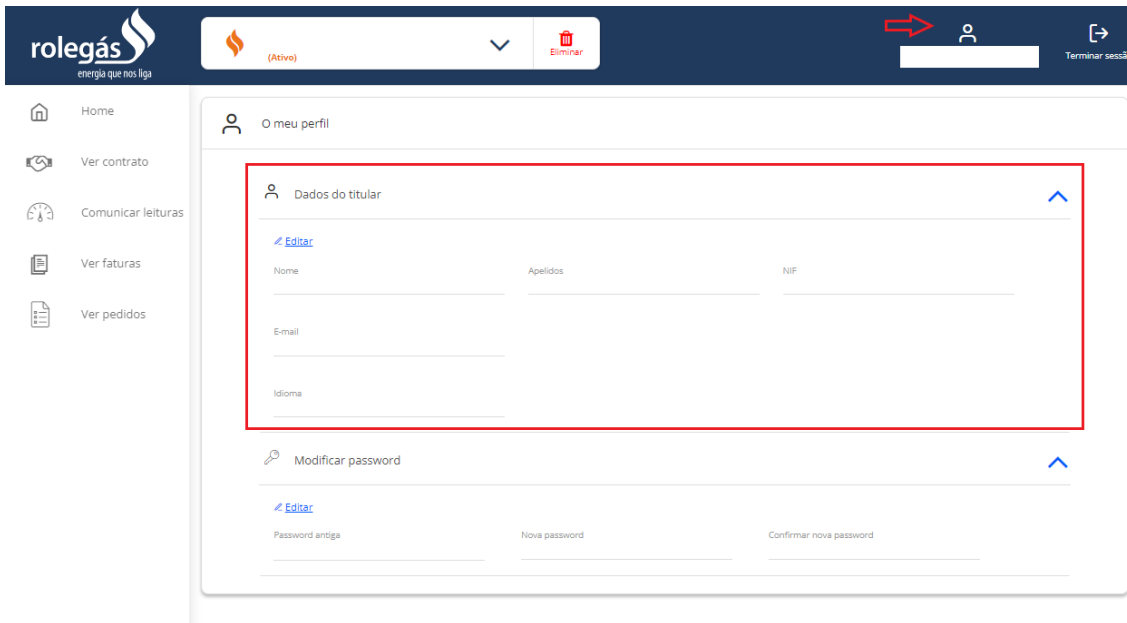 rolegás
energia que nos liga
(Ativo)
Eliminar
Terminar sessã
Home
Ver contrato
Comunicar leituras
Ver faturas
Ver pedidos
O meu perfil
Dados do titular
Editar
Nome Apelidos NIF
E-mail
Idioma
Modificar password
Editar
Password antiga Nova password Confirmar nova password